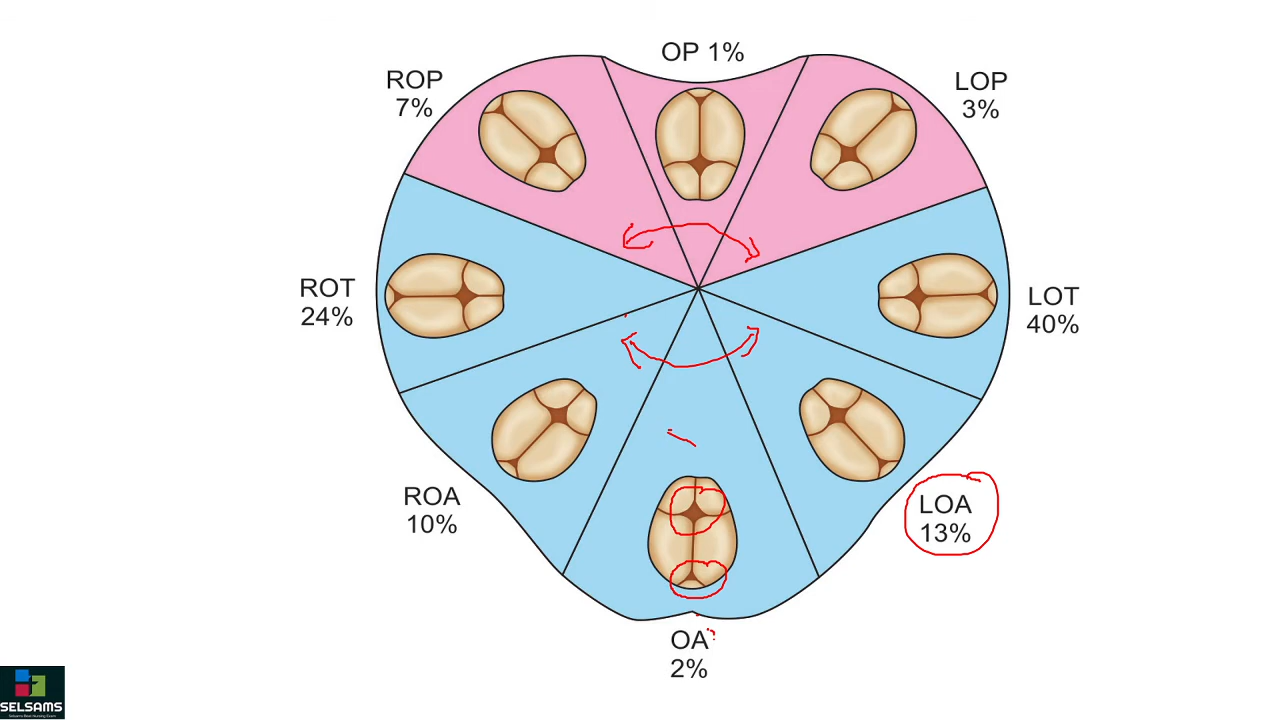 OP 1%
ROP
7%
LOP
3%
ROT
24%
LOT
40%
ROA
10%
LOA
13%
OA
2%
SELSAMS